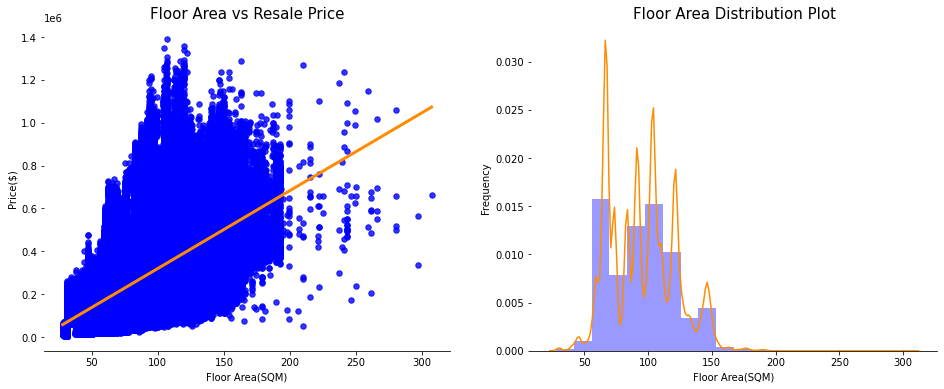 Floor Area vs Resale Price
1e6
1.4
1.2
1.0
0.8
0.6
0.4
0.2
0.0
Price($)
50 100 150 200 250 300
Floor Area(SQM)
Floor Area Distribution Plot
0.030
0.025
0.020
0.015
0.010
0.005
0.000
Frequency
50 100 150 200 250 300
Floor Area(SQM)